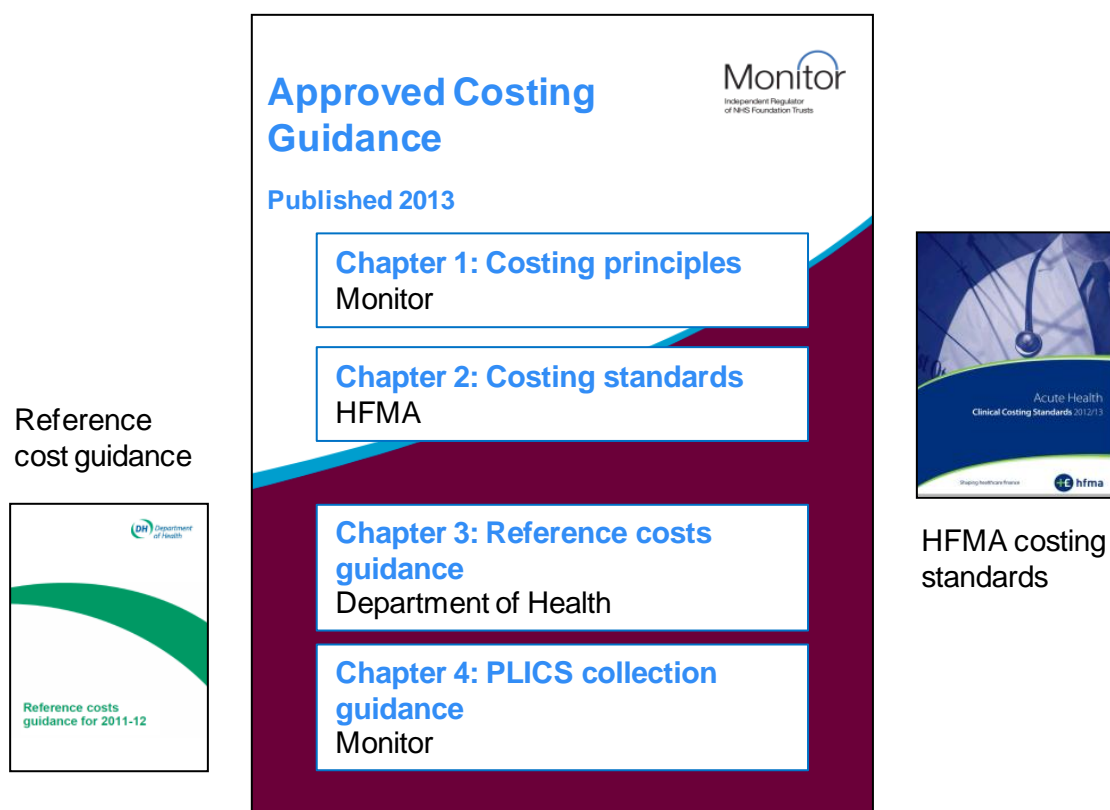 Approved Costing
Guidance
Published 2013
Monitor
Independent Regulator
of NHS Foundation Trusts
Chapter 1: Costing principles
Monitor
Chapter 2: Costing standards
HFMA
Chapter 3: Reference costs
guidance
Department of Health
Chapter 4: PLICS collection
guidance
Monitor
Reference
cost guidance
DH Department
of Health
Reference costs
guidance for 2011-12
Acute Health
Clinical Costing Standards 2012/13
Shaping healthcare finance
hfma
HFMA costing
standards